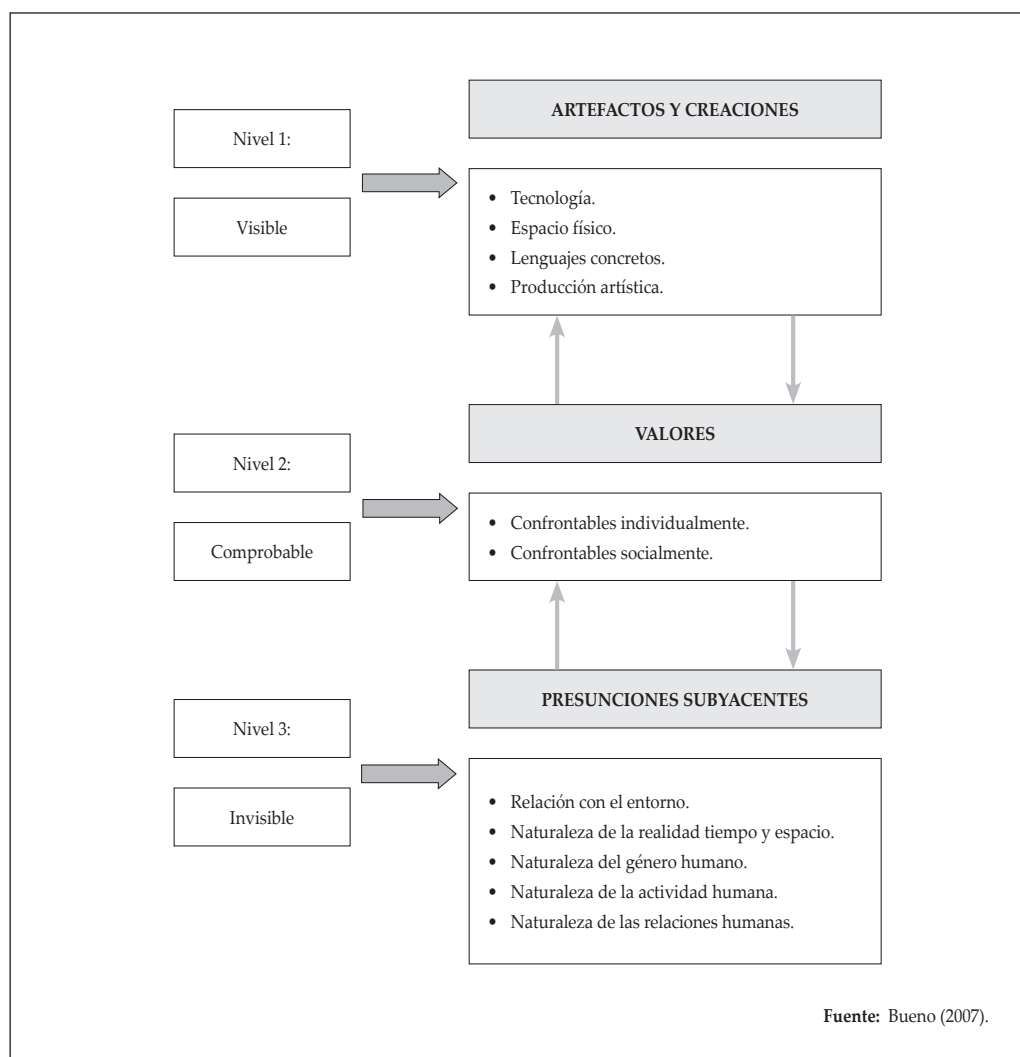 ARTEFACTOS Y CREACIONES
Nivel 1:
Visible
• Tecnología.
• Espacio físico.
• Lenguajes concretos.
• Producción artística.
VALORES
Nivel 2:
Comprobable
• Confrontables individualmente.
• Confrontables socialmente.
PRESUNCIONES SUBYACENTES
Nivel 3:
Invisible
• Relación con el entorno.
• Naturaleza de la realidad tiempo y espacio.
• Naturaleza del género humano.
• Naturaleza de la actividad humana.
• Naturaleza de las relaciones humanas.
Fuente: Bueno (2007).